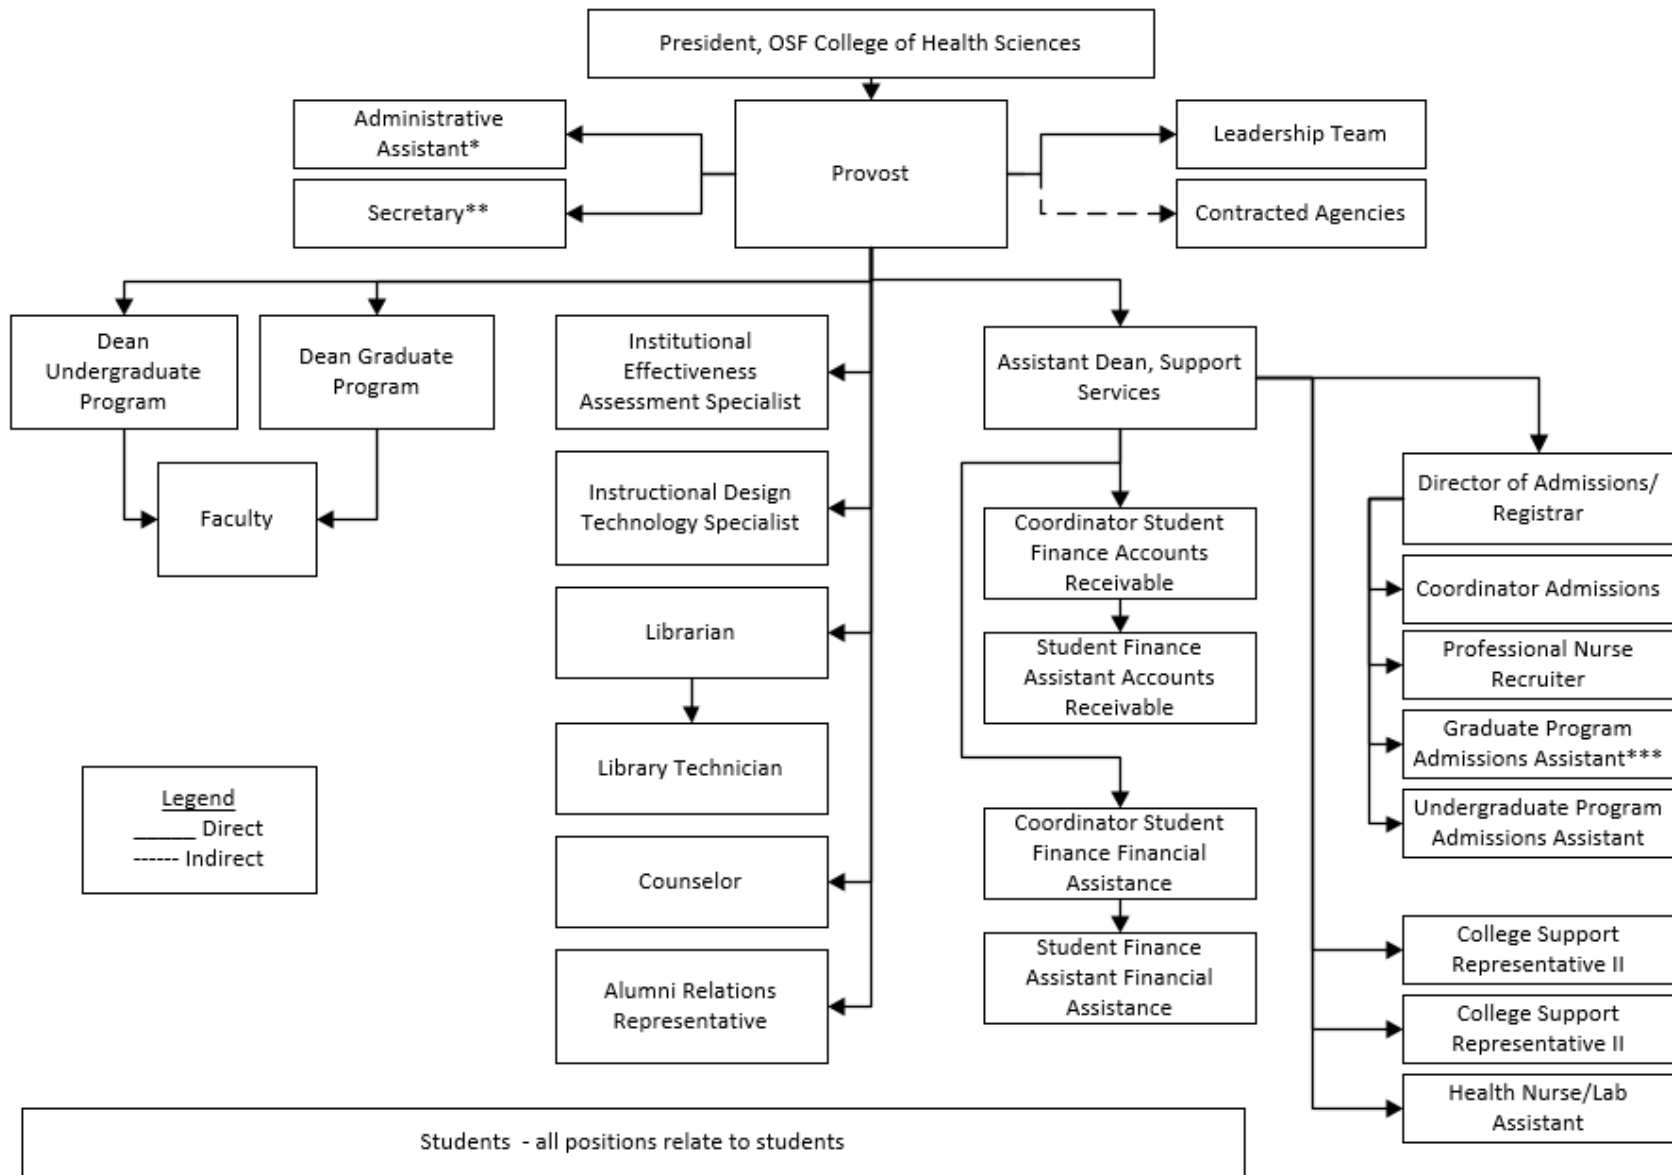 President, OSF College of Health Sciences
Administrative
Assistant*
Secretary**
Provost
Leadership Team
Contracted Agencies
Dean
Undergraduate
Program
Dean Graduate
Program
Faculty
Institutional
Effectiveness
Assessment Specialist
Instructional Design
Technology Specialist
Librarian
Library Technician
Counselor
Alumni Relations
Representative
Assistant Dean, Support
Services
Coordinator Student
Finance Accounts
Receivable
Student Finance
Assistant Accounts
Receivable
Coordinator Student
Finance Financial
Assistance
Student Finance
Assistant Financial
Assistance
Director of Admissions/
Registrar
Coordinator Admissions
Professional Nurse
Recruiter
Graduate Program
Admissions Assistant***
Undergraduate Program
Admissions Assistant
College Support
Representative II
College Support
Representative II
Health Nurse/Lab
Assistant
Legend
______ Direct
------ Indirect
Students - all positions relate to students